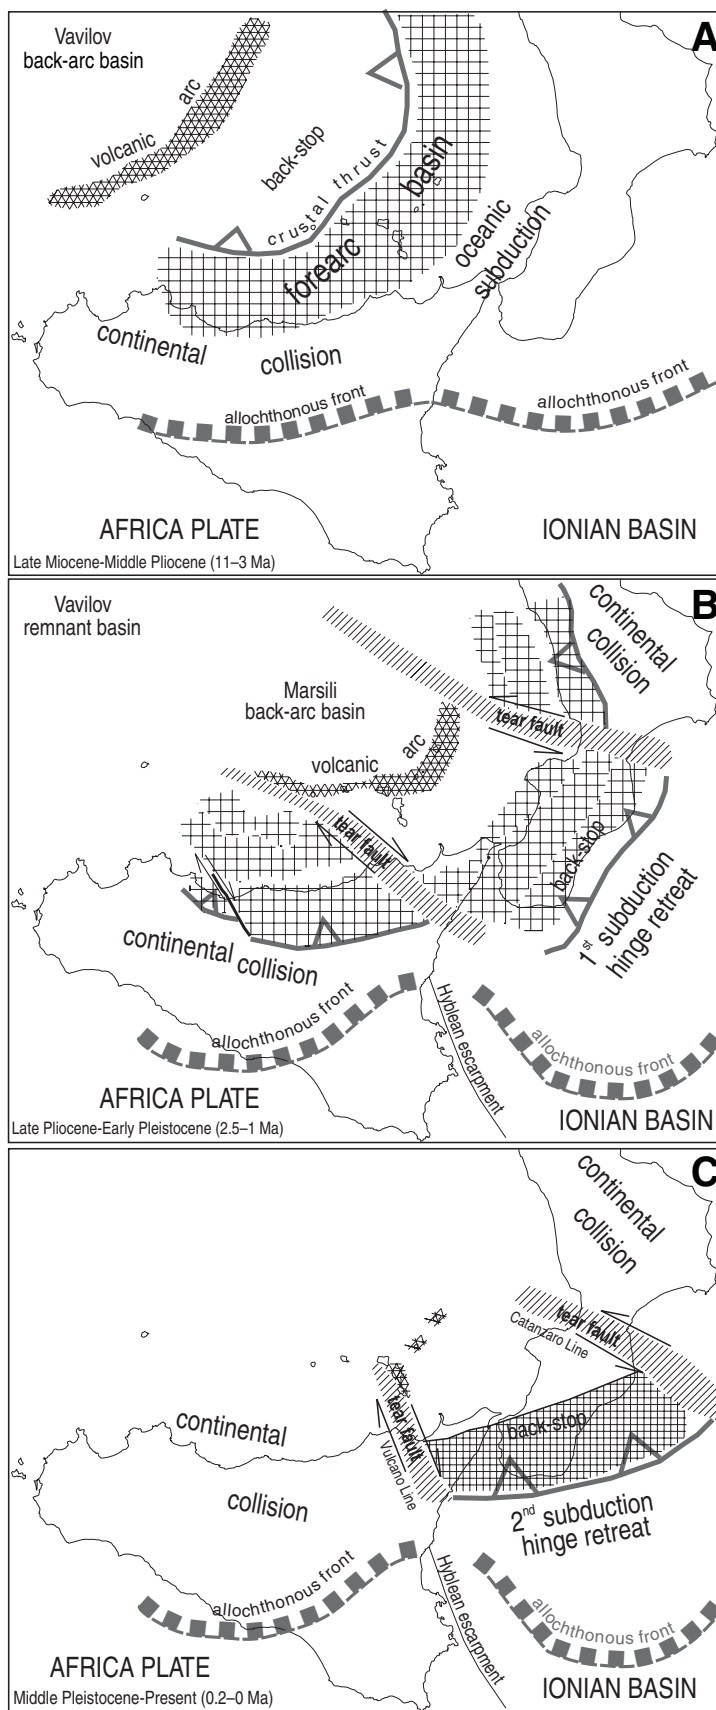 A
Vavilov
back-arc basin
volcanic
arc
back-stop
crustal thrust
forearc
basin
oceanic
subduction
continental
collision
allochthonous front
allochthonous front
AFRICA PLATE
IONIAN BASIN
Late Miocene-Middle Pliocene (11–3 Ma)
B
Vavilov
remnant basin
continental
collision
Marsili
back-arc basin
tear fault
volcanic
arc
tear fault
back-stop
1st subduction
hinge retreat
continental collision
allochthonous front
Hyblean escarpment
allochthonous front
AFRICA PLATE
IONIAN BASIN
Late Pliocene-Early Pleistocene (2.5–1 Ma)
C
continental
collision
tear fault
Catanzaro Line
continental
tear fault
Vulcano Line
back-stop
collision
2nd subduction
hinge retreat
allochthonous front
Hyblean escarpment
allochthonous front
AFRICA PLATE
IONIAN BASIN
Middle Pleistocene-Present (0.2–0 Ma)